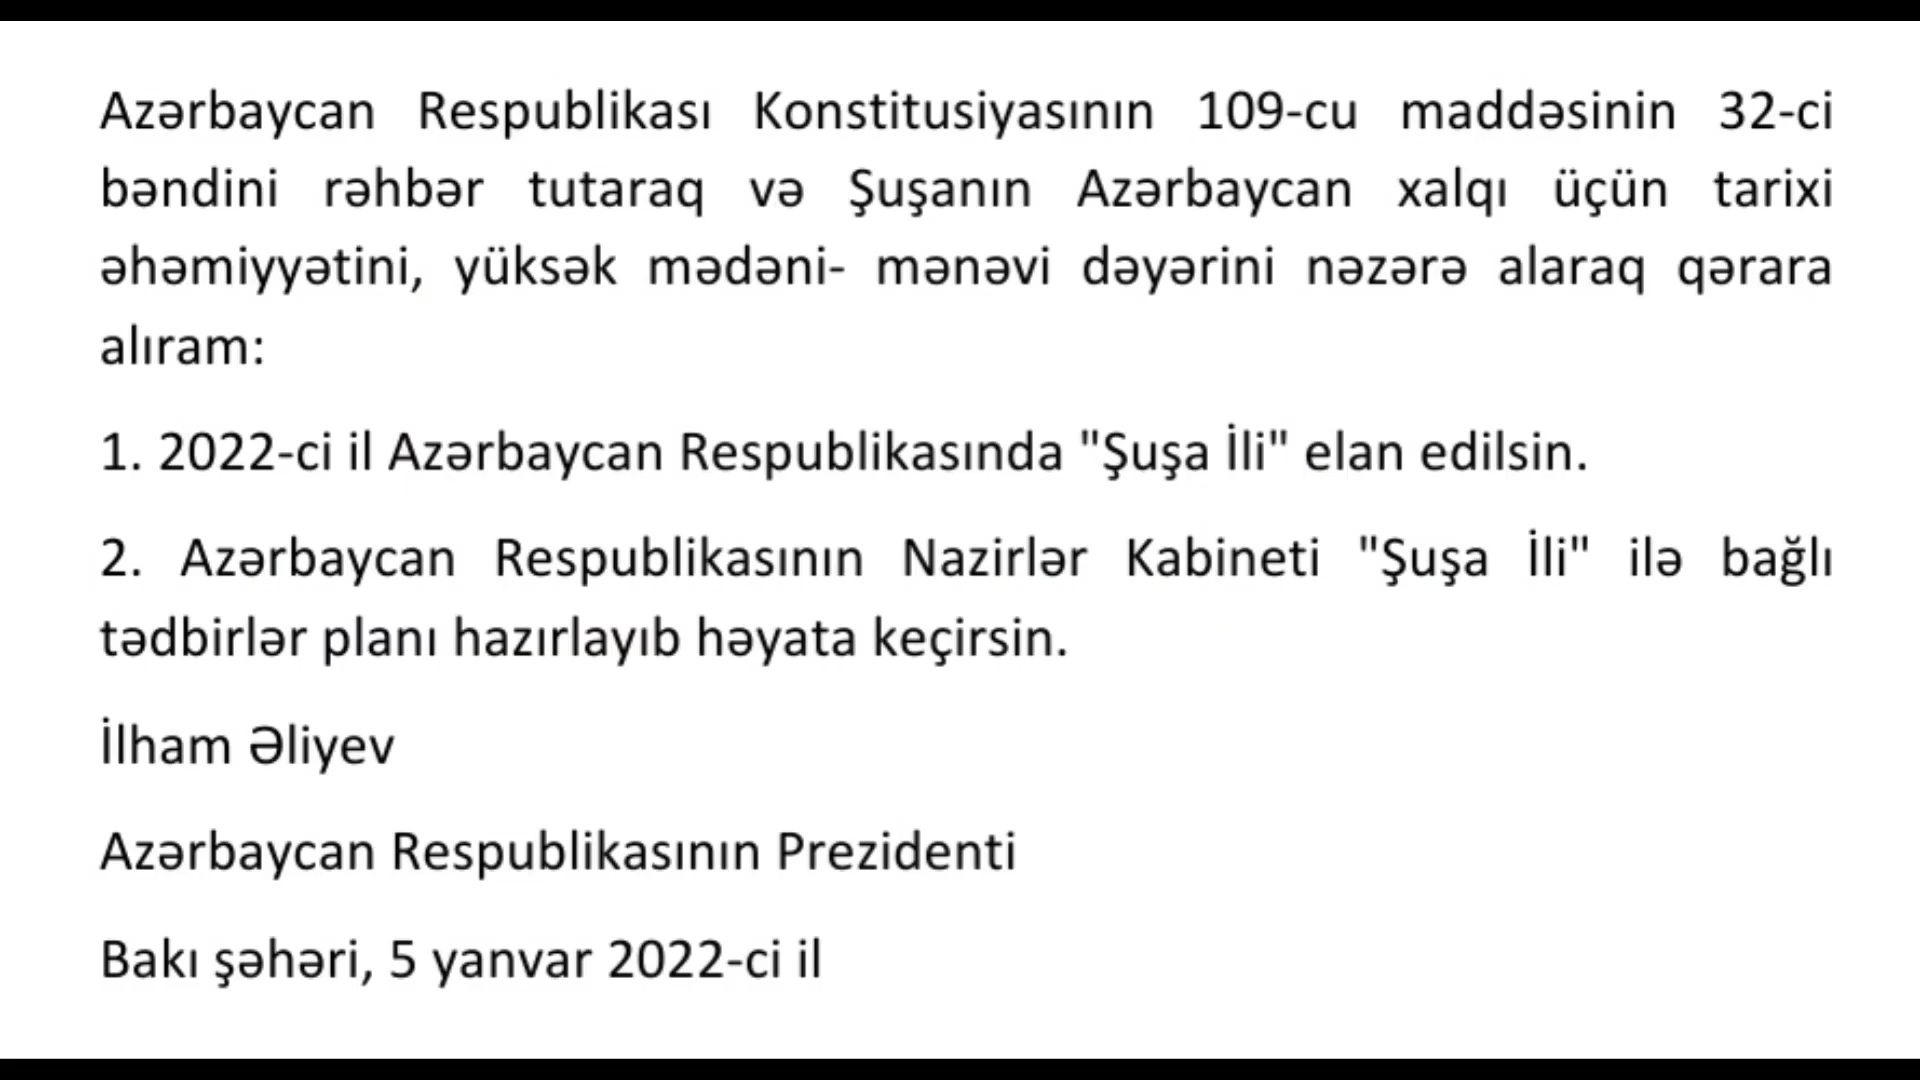 Azərbaycan Respublikası Konstitusiyasının 109-cu maddəsinin 32-ci
bəndini rəhbər tutaraq və Şuşanın Azərbaycan xalqı üçün tarixi
əhəmiyyətini, yüksək mədəni- mənəvi dəyərini nəzərə alaraq qərara
alıram:
1. 2022-ci il Azərbaycan Respublikasında "Şuşa İli" elan edilsin.
2. Azərbaycan Respublikasının Nazirlər Kabineti "Şuşa İli" ilə bağlı
tədbirlər planı hazırlayıb həyata keçirsin.
İlham Əliyev
Azərbaycan Respublikasının Prezidenti
Bakı şəhəri, 5 yanvar 2022-ci il